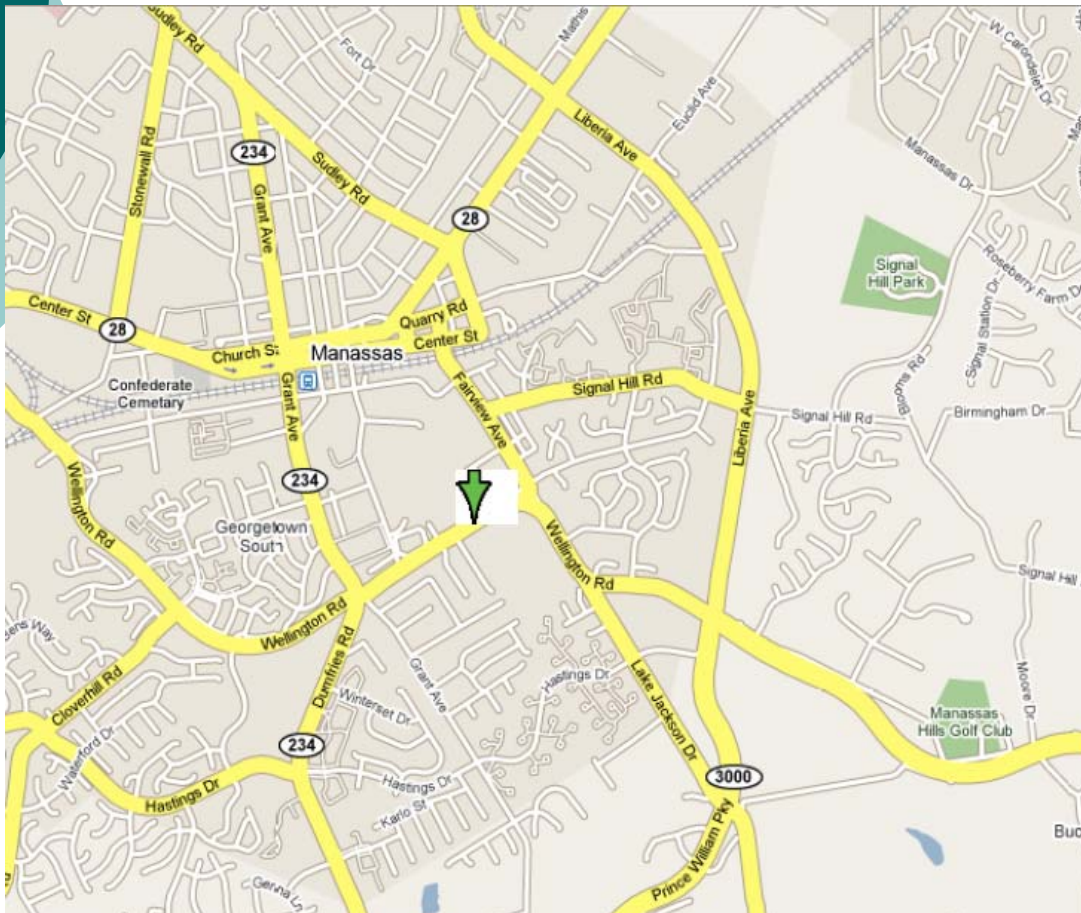 Sudley Rd
Mathis
Fort Dr
W Carondelet Dr
Euclid Ave
Liberia Ave
234
Sudley Rd
Stonewall Rd
Grant Ave
Manassas Dr
28
Signal
Hill Park
Roseberry Farm D
Signal Station Dr
Center St
28
Quarry Rd
Center St
Church St
Manassas
Confederate
Cemetary
Grant Ave
Fairview Ave
Signal Hill Rd
Blooms Rd
Signal Hill Rd
Birmingham Dr
Liberia Ave
234
Wellington Rd
Georgetown
South
Wellington Rd
Signal Hill
Wellington Rd
ens Way
Dumfries Rd
Grant Ave
Hastings Dr
Lake Jackson Dr
Moore Dr
Cloverhill Rd
Winterset Dr
Waterford Dr
Manassas
Hills Golf Club
234
Hastings Dr
3000
Hastings Dr
Karlo St
Prince William Pky
Buc